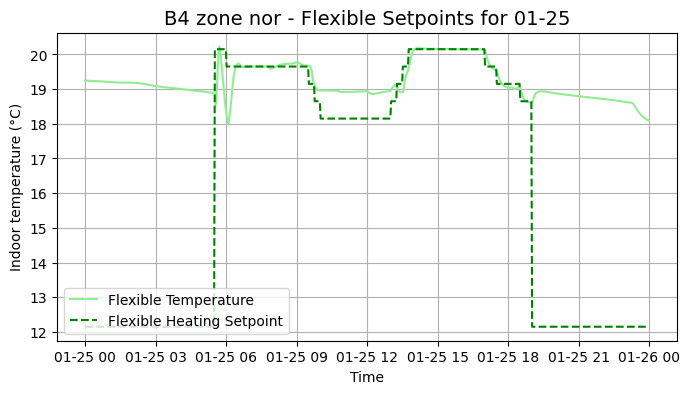 B4 zone nor - Flexible Setpoints for 01-25
Indoor temperature (°C)
20
19
18
17
16
15
14
13
12
Flexible Temperature
Flexible Heating Setpoint
01-25 00 01-25 03 01-25 06 01-25 09 01-25 12 01-25 15 01-25 18 01-25 21 01-26 00
Time